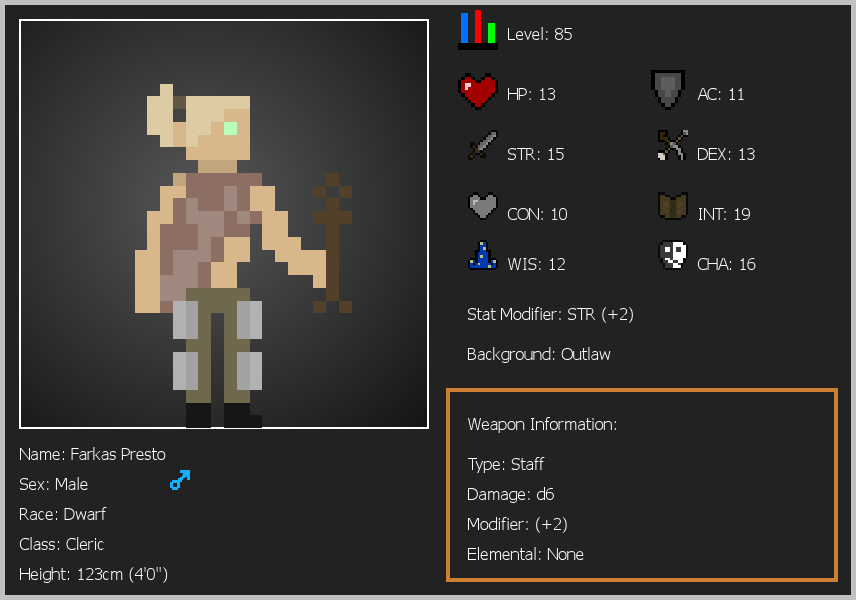 Level: 85
HP: 13
AC: 11
STR: 15
DEX: 13
CON: 10
INT: 19
WIS: 12
CHA: 16
Stat Modifier: STR (+2)
Background: Outlaw
Weapon Information:
Type: Staff
Damage: d6
Modifier: (+2)
Elemental: None
Name: Farkas Presto
Sex: Male
Race: Dwarf
Class: Cleric
Height: 123cm (4'0")